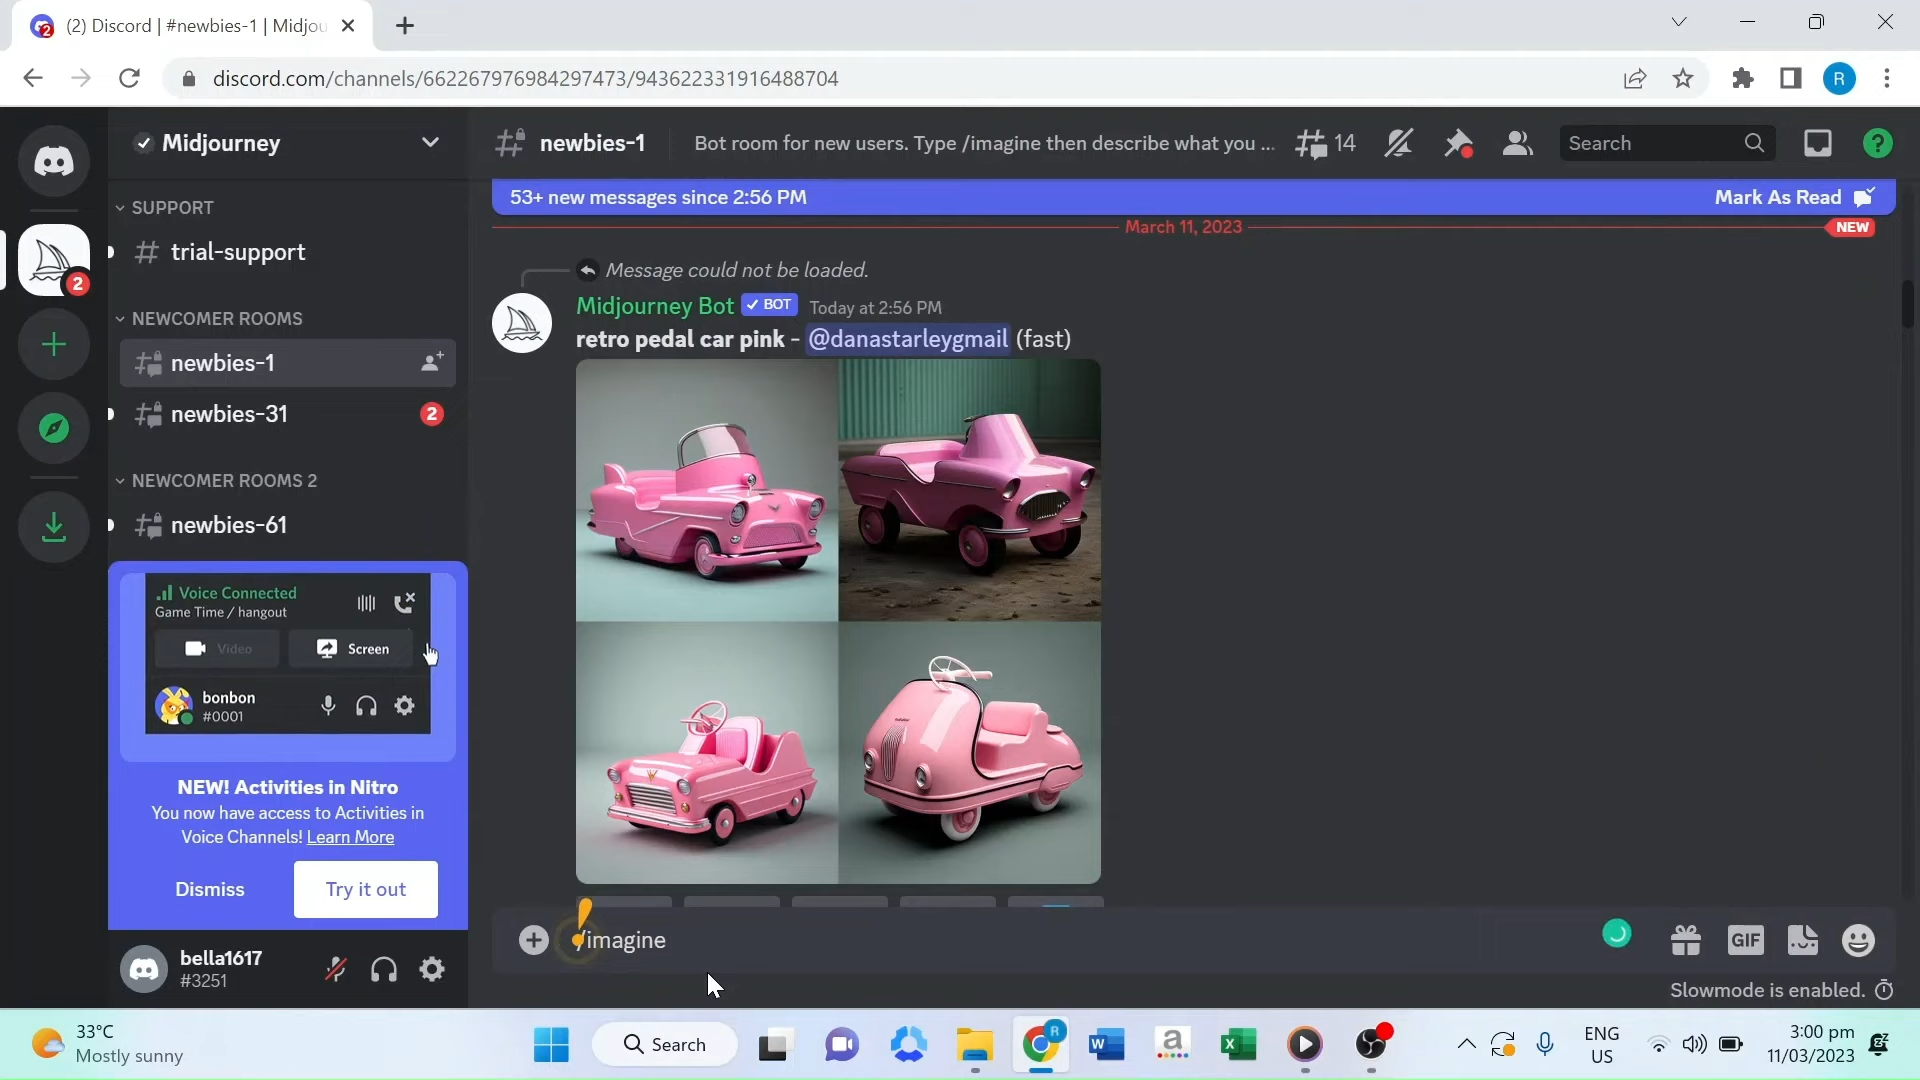 (2) Discord | #newbies-1 | Midjou
discord.com/channels/662267976984297473/943622331916488704
R
Midjourney
newbies-1
Bot room for new users. Type /imagine then describe what you ...
14
Search
?
SUPPORT
trial-support
NEWCOMER ROOMS
newbies-1
newbies-31
2
NEWCOMER ROOMS 2
newbies-61
2
Voice Connected
Game Time / hangout
Video
Screen
bonbon
#0001
NEW! Activities in Nitro
You now have access to Activities in
Voice Channels! Learn More
Dismiss
Try it out
bella1617
#3251
53+ new messages since 2:56 PM
Mark As Read
March 11, 2023
NEW
Message could not be loaded.
Midjourney Bot ✓ BOT Today at 2:56 PM
retro pedal car pink - @danastarleygmail (fast)
/imagine
GIF
Slowmode is enabled.
33°C
Mostly sunny
Search
ENG
US
3:00 pm
11/03/2023